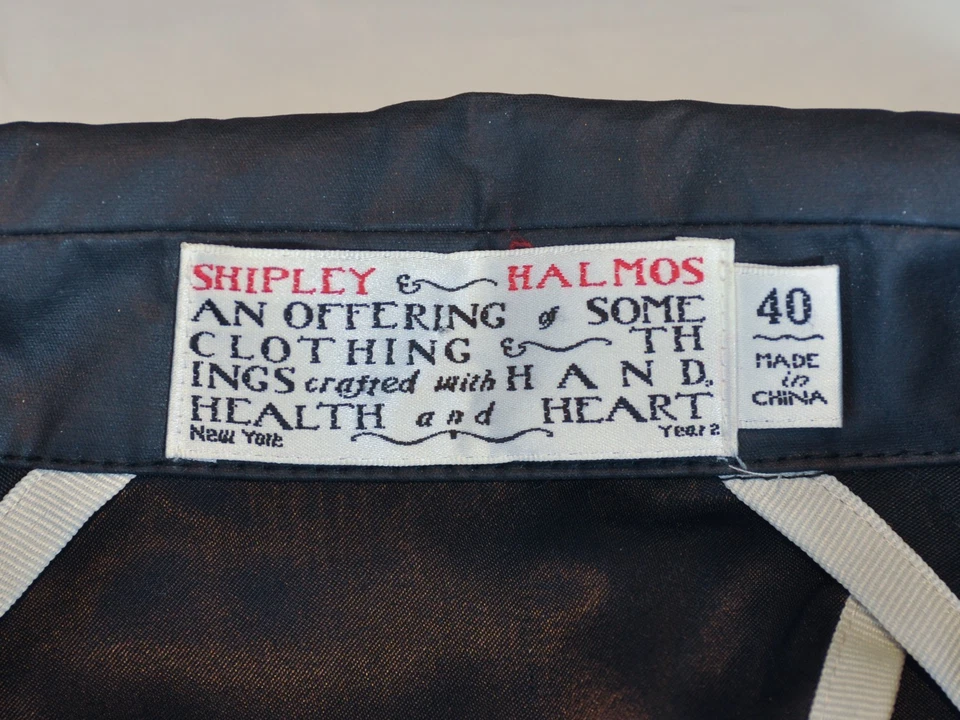 SHIPLEY & HALMOS
AN OFFERING of SOME
CLOTHING & TH
INGS crafted with HAND,
HEALTH and HEART
New York Year 2
40
MADE
in
CHINA